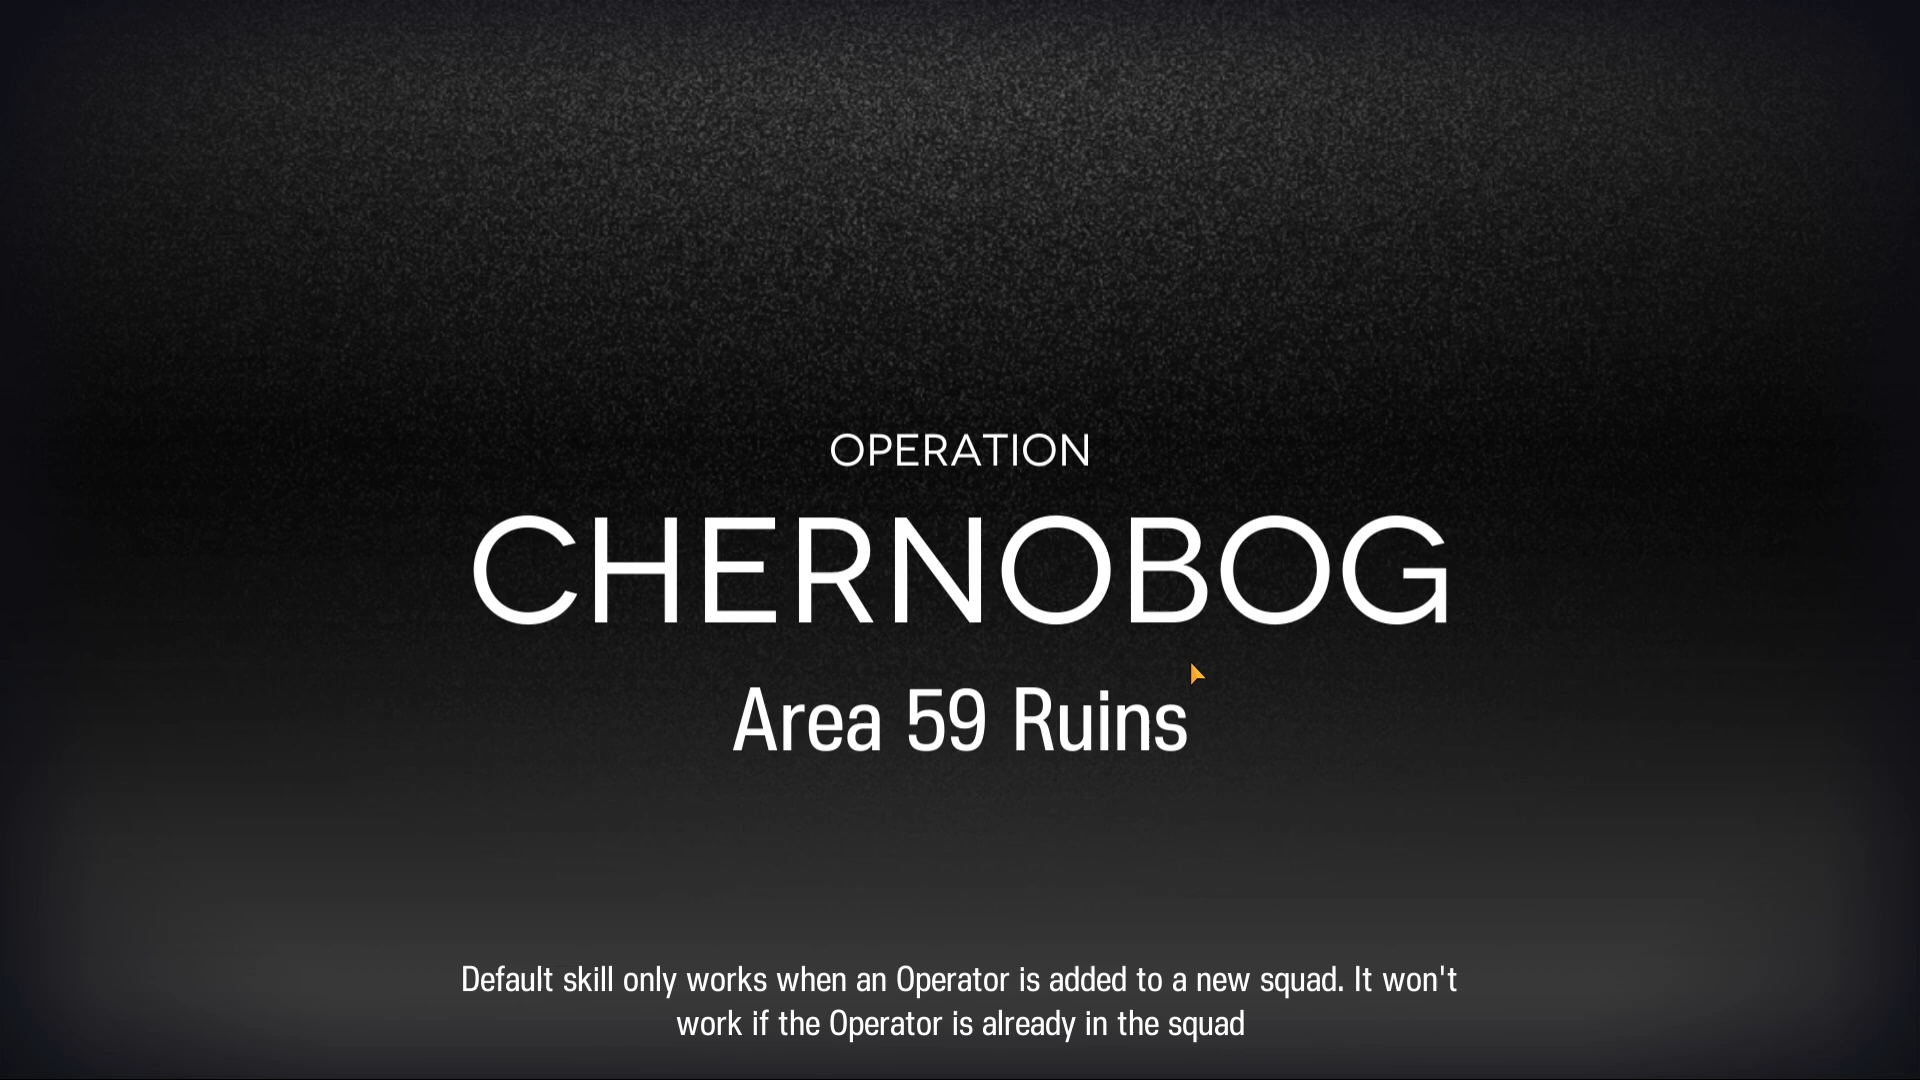 OPERATION
CHERNOBOG
Area 59 Ruins
Default skill only works when an Operator is added to a new squad. It won't
work if the Operator is already in the squad